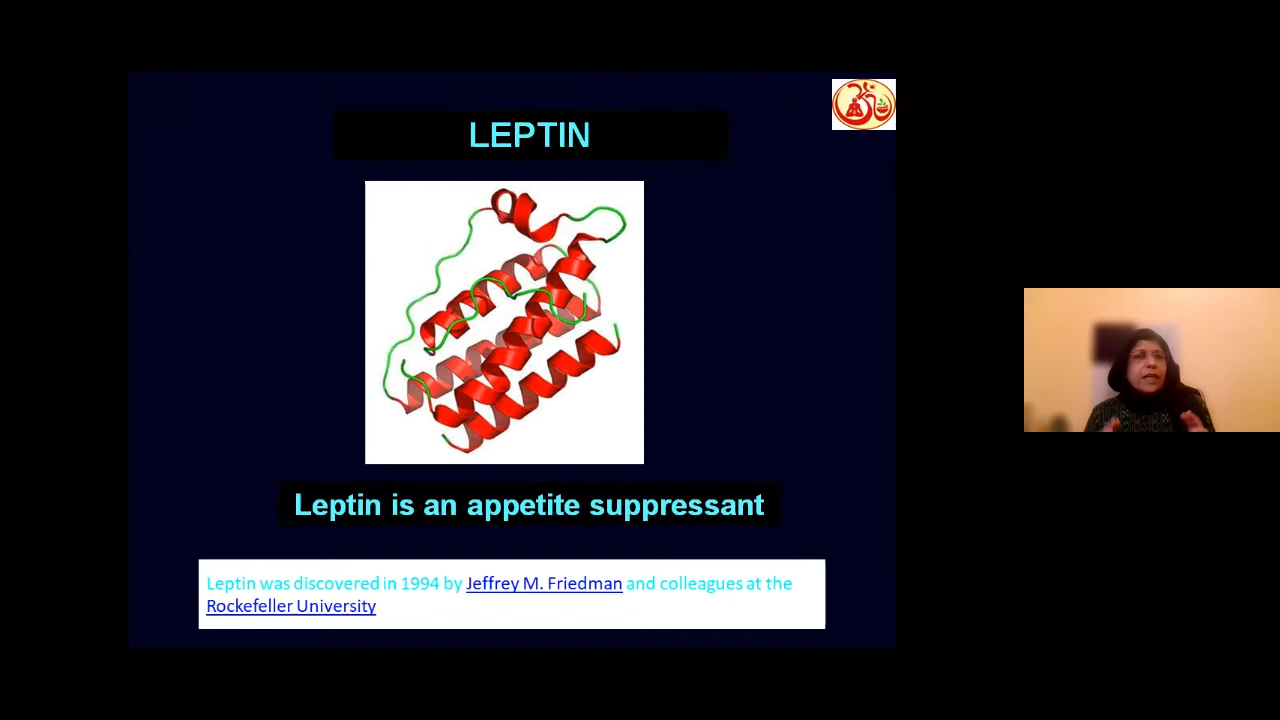 LEPTIN
Leptin is an appetite suppressant
Leptin was discovered in 1994 by Jeffrey M. Friedman and colleagues at the
Rockefeller University